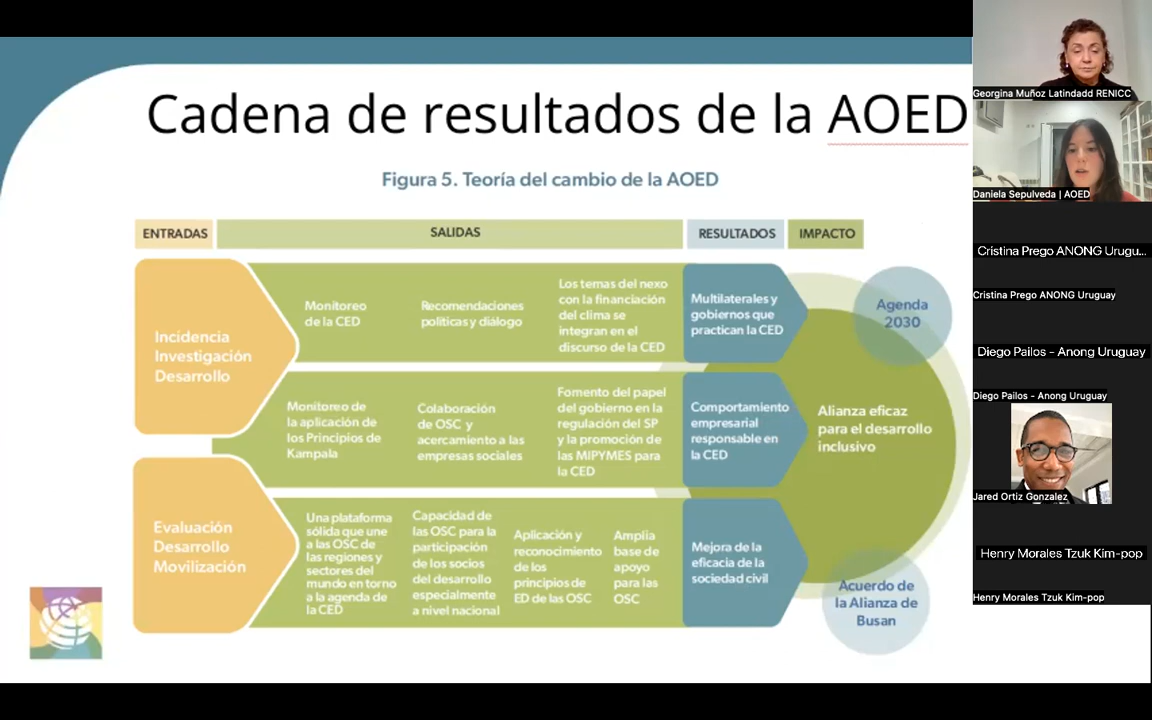 Cadena de resultados de la AOED
Figura 5. Teoría del cambio de la AOED
ENTRADAS
SALIDAS
RESULTADOS
IMPACTO
Incidencia
Investigación
Desarrollo
Monitoreo
de la CED
Recomendaciones
políticas y diálogo
Los temas del nexo
con la financiación
del clima se
integran en el
discurso de la CED
Multilaterales y
gobiernos que
practican la CED
Monitoreo de
la aplicación de
los Principios de
Kampala
Colaboración
de OSC y
acercamiento a las
empresas sociales
Fomento del papel
del gobierno en la
regulación del SP
y la promoción de
las MIPYMES para
la CED
Comportamiento
empresarial
responsable en
la CED
Evaluación
Desarrollo
Movilización
Una plataforma
sólida que une
a las OSC de
las regiones y
sectores del
mundo en torno
a la agenda de
la CED
Capacidad de
las OSC para la
participación
de los socios
del desarrollo
especialmente
a nivel nacional
Aplicación y
reconocimiento
de los
principios de
ED de las OSC
Amplia
base de
apoyo
para las
OSC
Mejora de la
eficacia de la
sociedad civil
Agenda
2030
Alianza eficaz
para el desarrollo
inclusivo
Acuerdo de
la Alianza de
Busan
Georgina Muñoz Latindadd RENICC
Daniela Sepulveda | AOED
Cristina Prego ANONG Urugu...
Cristina Prego ANONG Uruguay
Diego Pailos - Anong Uruguay
Diego Pailos - Anong Uruguay
Jared Ortiz Gonzalez
Henry Morales Tzuk Kim-pop
Henry Morales Tzuk Kim-pop